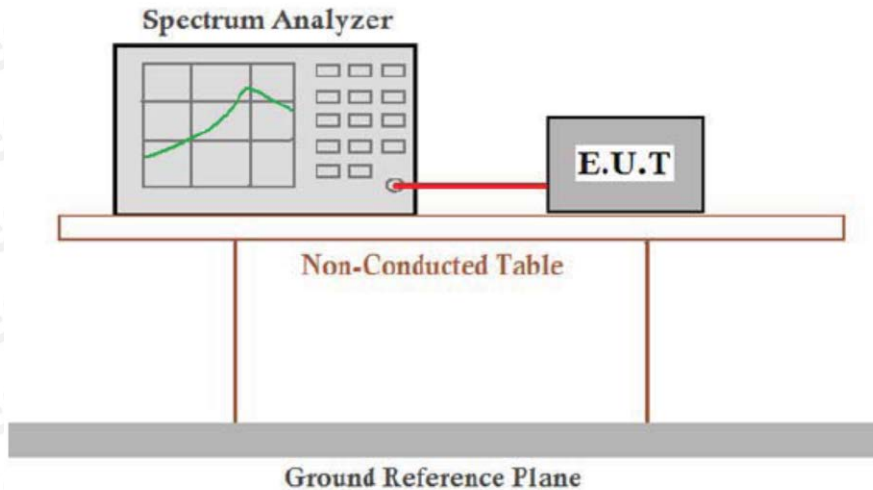 Spectrum Analyzer
E.U.T
Non-Conducted Table
Ground Reference Plane